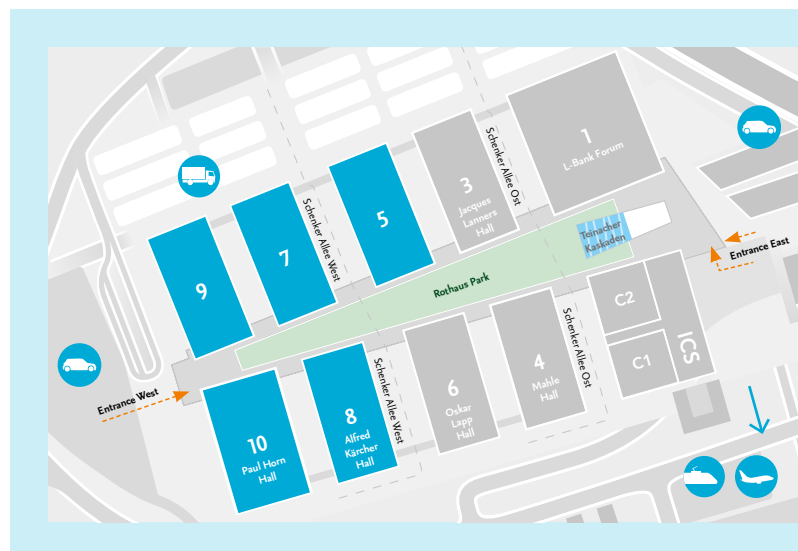 1
L-Bank Forum
Schenker Allee Ost
3
Jacques
Lanners
Hall
5
Schenker Allee West
7
9
Teinacher
Kaskaden
Entrance East
Rothaus Park
C2
C1
ICS
Schenker Allee Ost
4
Mahle
Hall
6
Oskar
Lapp
Hall
Schenker Allee West
8
Alfred
Kärcher
Hall
10
Paul Horn
Hall
Entrance West